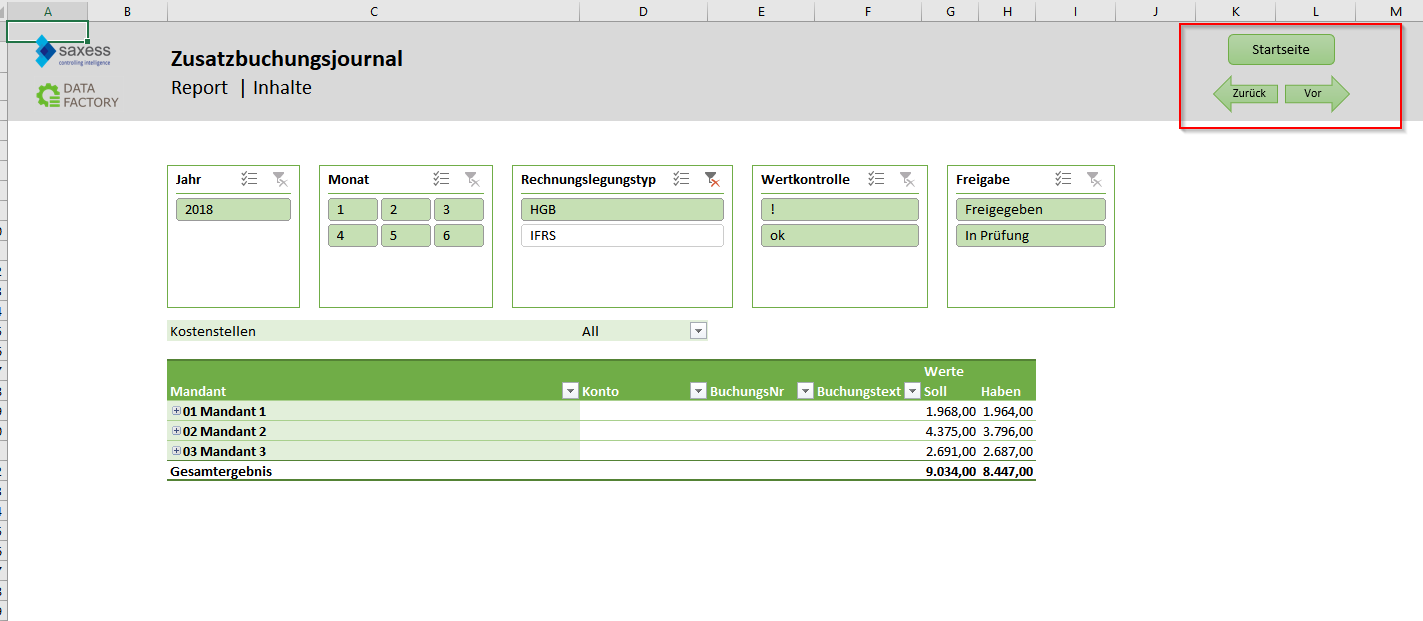 A B C D E F G H I J K L M
saxess
controlling intelligence
DATA
FACTORY
Zusatzbuchungsjournal
Report | Inhalte
Startseite
Zurück Vor
Jahr
2018
Monat
1 2 3
4 5 6
Rechnungslegungstyp
HGB
IFRS
Wertkontrolle
!
ok
Freigabe
Freigegeben
In Prüfung
Kostenstellen All
Werte
Mandant Konto BuchungsNr Buchungstext Soll Haben
01 Mandant 1 1.968,00 1.964,00
02 Mandant 2 4.375,00 3.796,00
03 Mandant 3 2.691,00 2.687,00
Gesamtergebnis 9.034,00 8.447,00